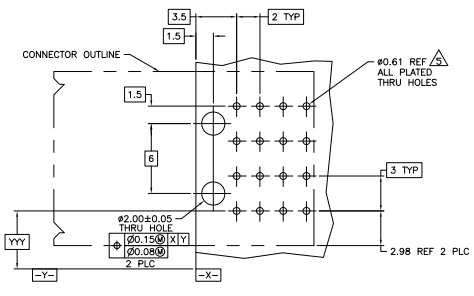 3.5
2 TYP
1.5
CONNECTOR OUTLINE
ø0.61 REF 5
ALL PLATED
THRU HOLES
1.5
6
3 TYP
ø2.00±0.05
THRU HOLE
⌖ Ø0.15Ⓜ X Y
Ø0.08Ⓜ
2 PLC
YYY
2.98 REF 2 PLC
-Y-
-X-